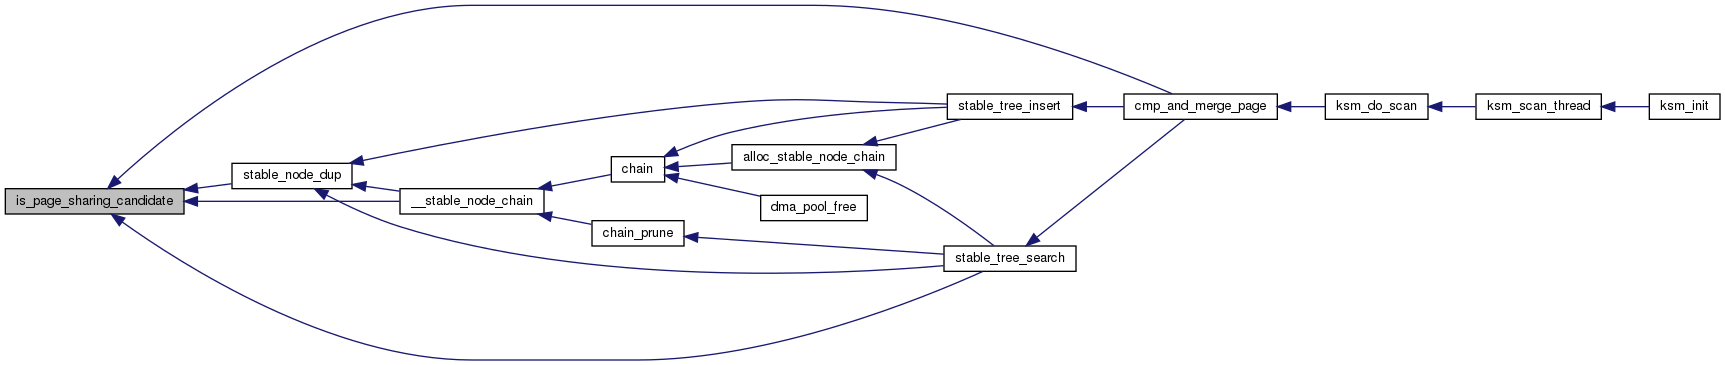 is_page_sharing_candidate
stable_node_dup
__stable_node_chain
chain
chain_prune
alloc_stable_node_chain
dma_pool_free
stable_tree_insert
stable_tree_search
cmp_and_merge_page
ksm_do_scan
ksm_scan_thread
ksm_init